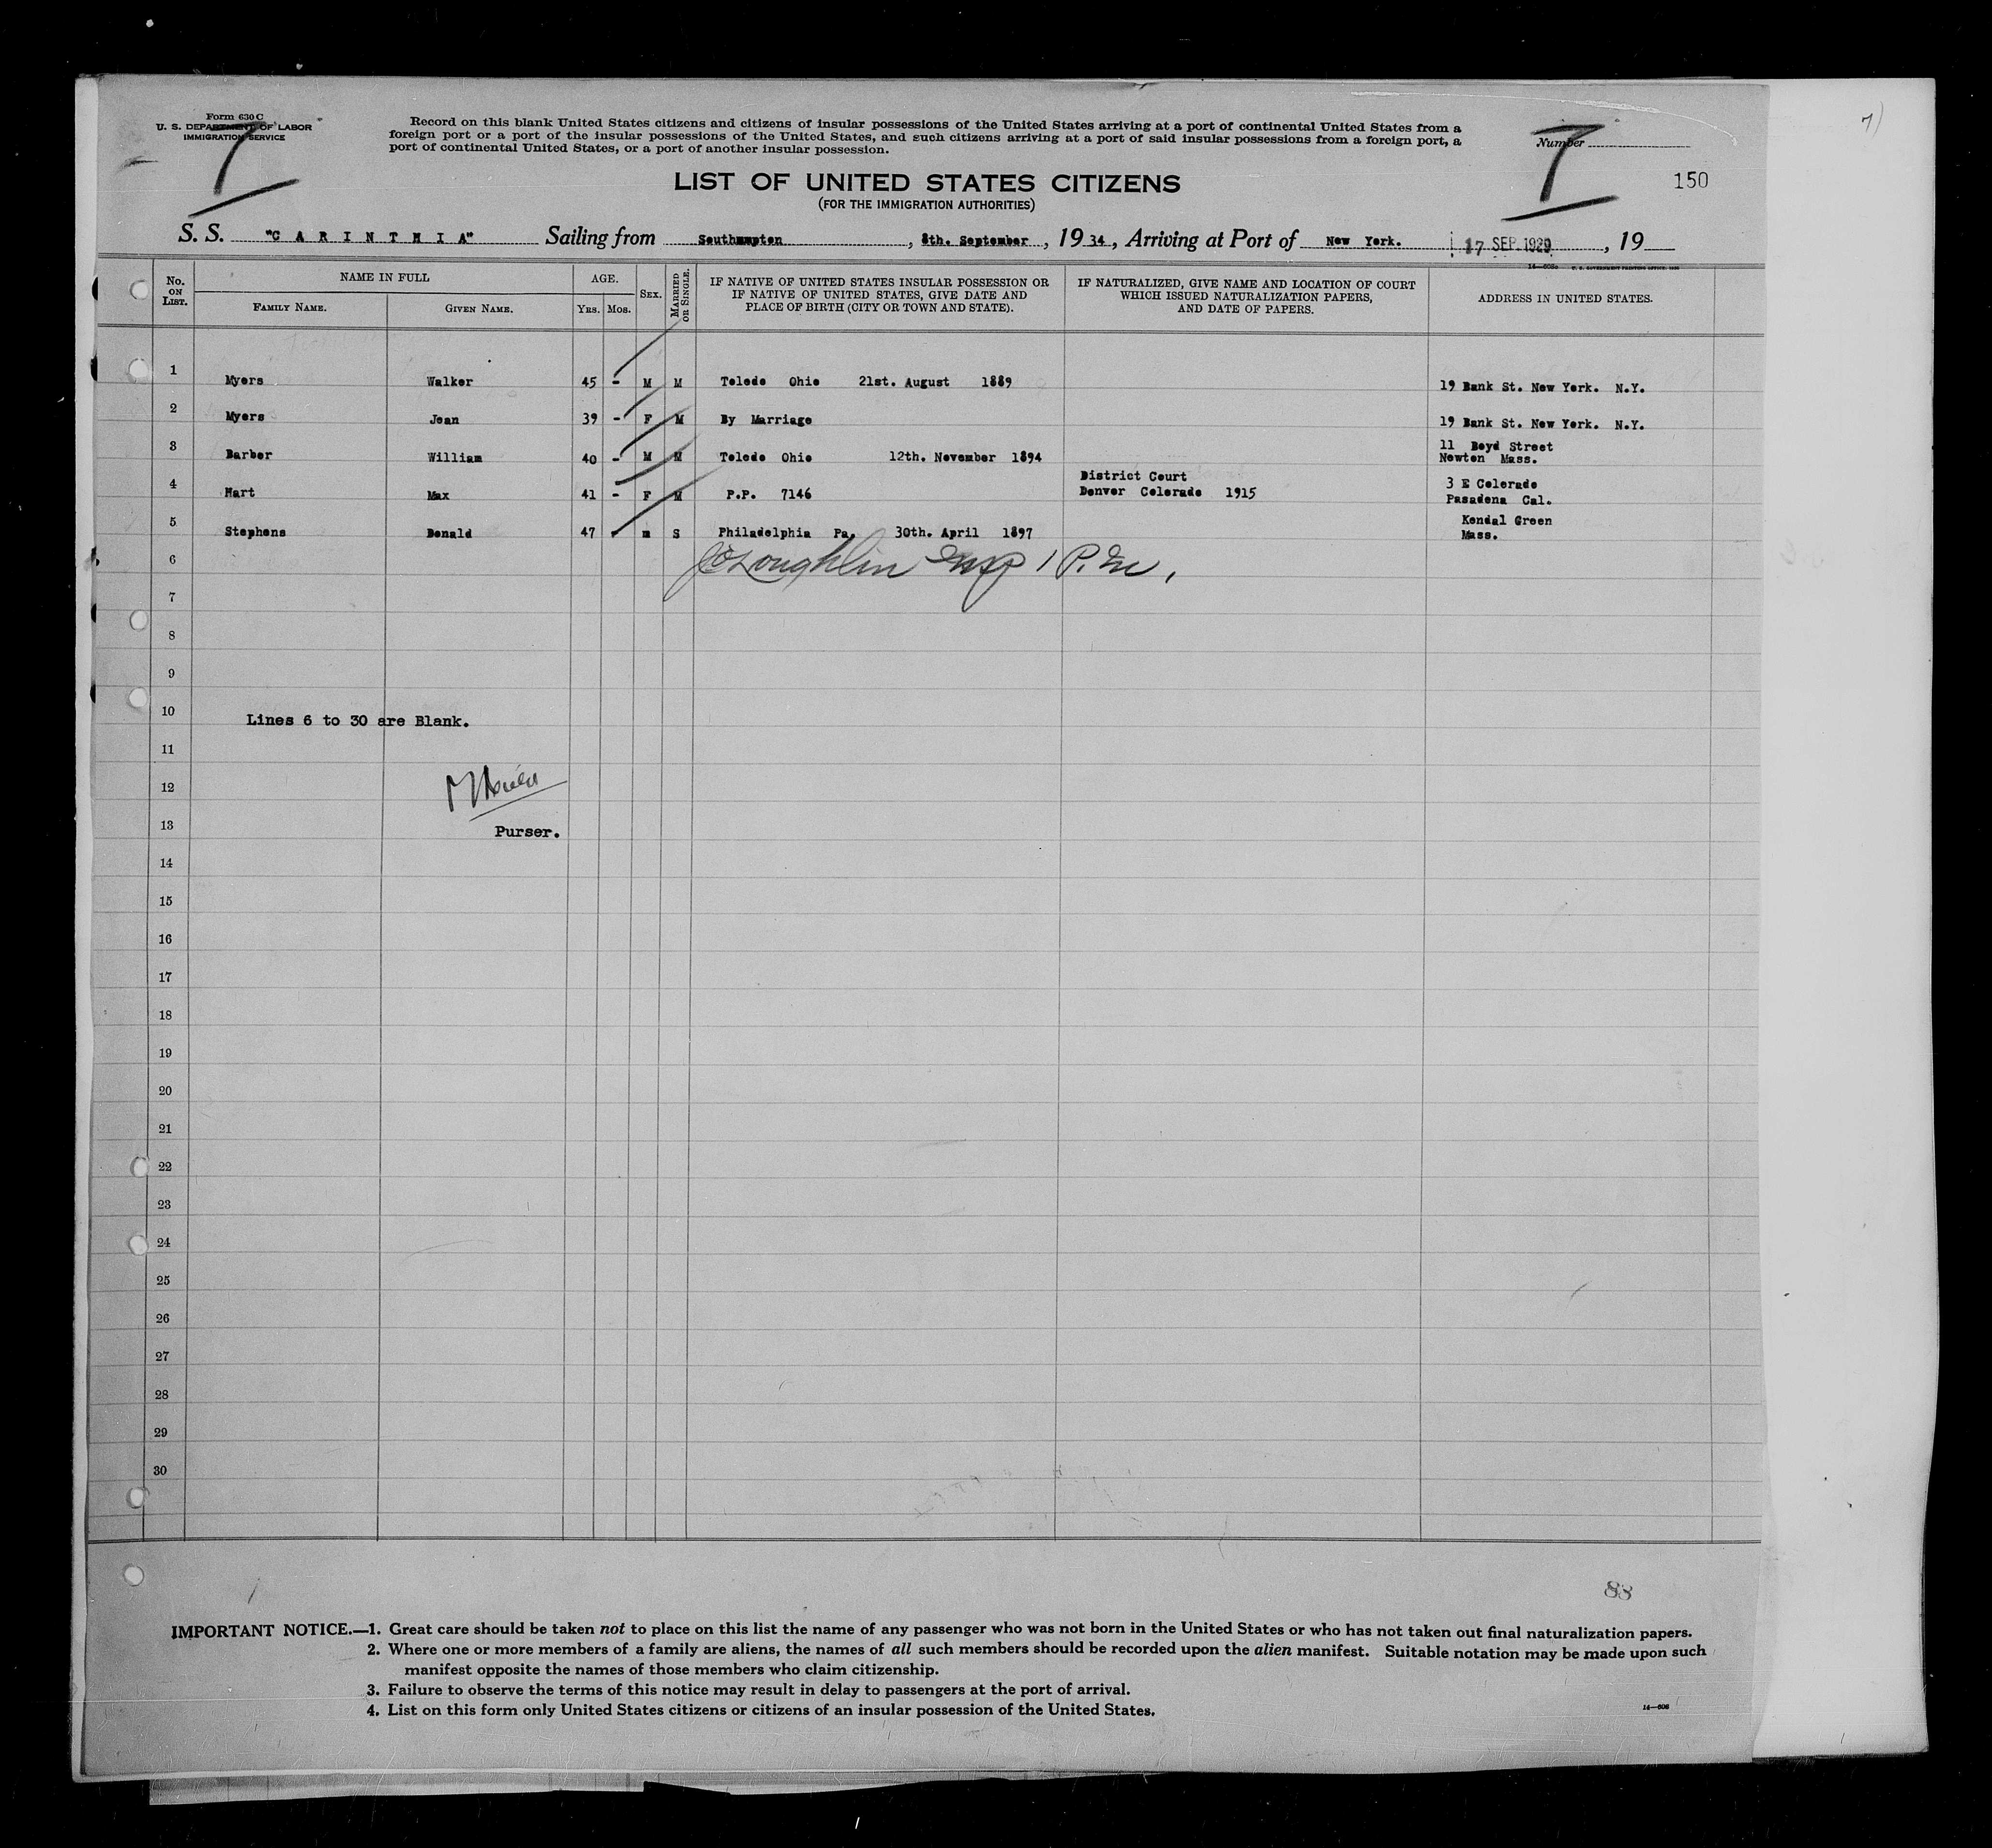 Form 630 C
U. S. DEPARTMENT OF LABOR
IMMIGRATION SERVICE
Record on this blank United States citizens and citizens of insular possessions of the United States arriving at a port of continental United States from a
foreign port or a port of the insular possessions of the United States, and such citizens arriving at a port of said insular possessions from a foreign port, a
port of continental United States, or a port of another insular possession.
Number
150
LIST OF UNITED STATES CITIZENS
(FOR THE IMMIGRATION AUTHORITIES)
S. S. "C A R I N T H I A" Sailing from Southampton, 8th. September, 19 34, Arriving at Port of New York. 17 SEP 1929, 19
No. ON LIST. NAME IN FULL FAMILY NAME. GIVEN NAME. AGE. YRS. MOS. SEX. MARRIED OR SINGLE. IF NATIVE OF UNITED STATES INSULAR POSSESSION OR IF NATIVE OF UNITED STATES, GIVE DATE AND PLACE OF BIRTH (CITY OR TOWN AND STATE). IF NATURALIZED, GIVE NAME AND LOCATION OF COURT WHICH ISSUED NATURALIZATION PAPERS, AND DATE OF PAPERS. ADDRESS IN UNITED STATES.
1 Myers Walker 45 - M M Toledo Ohio 21st. August 1889 19 Bank St. New York. N.Y.
2 Myers Jean 39 - F M By Marriage 19 Bank St. New York. N.Y.
3 Barber William 40 - M M Toledo Ohio 12th. November 1894 11 Boyd Street Newton Mass.
4 Hart Max 41 - F M P.P. 7146 District Court Denver Colorado 1915 3 E Colorado Pasadena Cal.
5 Stephens Donald 47 - m S Philadelphia Pa, 30th. April 1897 Kendal Green Mass.
6
7
8
9
10 Lines 6 to 30 are Blank.
11
12
13 Purser.
14
15
16
17
18
19
20
21
22
23
24
25
26
27
28
29
30
88
IMPORTANT NOTICE.—1. Great care should be taken not to place on this list the name of any passenger who was not born in the United States or who has not taken out final naturalization papers.
2. Where one or more members of a family are aliens, the names of all such members should be recorded upon the alien manifest. Suitable notation may be made upon such
manifest opposite the names of those members who claim citizenship.
3. Failure to observe the terms of this notice may result in delay to passengers at the port of arrival.
4. List on this form only United States citizens or citizens of an insular possession of the United States.
14—608